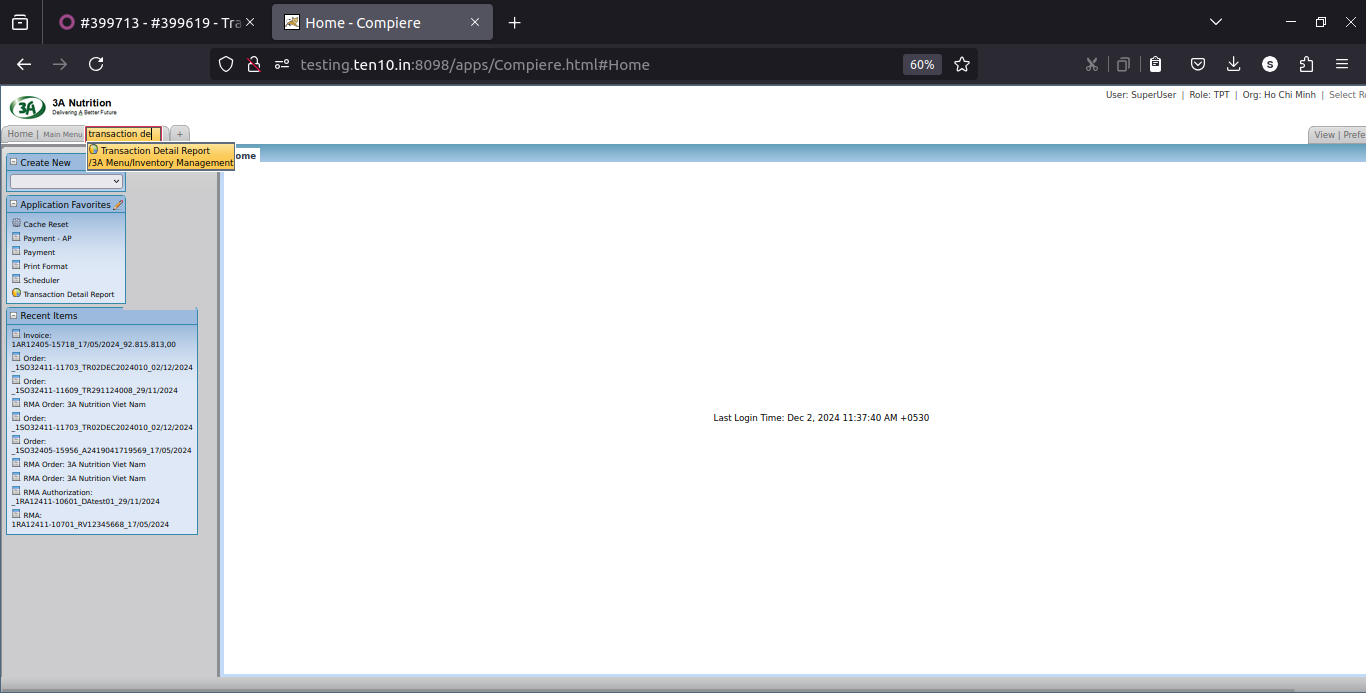 #399713 - #399619 - Tra
Home - Compiere
testing.ten10.in:8098/apps/Compiere.html#Home
60%
S
3A
3A Nutrition
Delivering A Better Future
User: SuperUser | Role: TPT | Org: Ho Chi Minh | Select R
Home | Main Menu
transaction de
+
View | Prefe
Transaction Detail Report
/3A Menu/Inventory Management
ome
Create New
Application Favorites
Cache Reset
Payment - AP
Payment
Print Format
Scheduler
Transaction Detail Report
Recent Items
Invoice:
1AR12405-15718_17/05/2024_92.815.813,00
Order:
_1SO32411-11703_TR02DEC2024010_02/12/2024
Order:
_1SO32411-11609_TR291124008_29/11/2024
RMA Order: 3A Nutrition Viet Nam
Order:
_1SO32411-11703_TR02DEC2024010_02/12/2024
Order:
_1SO32405-15956_A2419041719569_17/05/2024
RMA Order: 3A Nutrition Viet Nam
RMA Order: 3A Nutrition Viet Nam
RMA Authorization:
_1RA12411-10601_DAtest01_29/11/2024
RMA:
1RA12411-10701_RV12345668_17/05/2024
Last Login Time: Dec 2, 2024 11:37:40 AM +0530